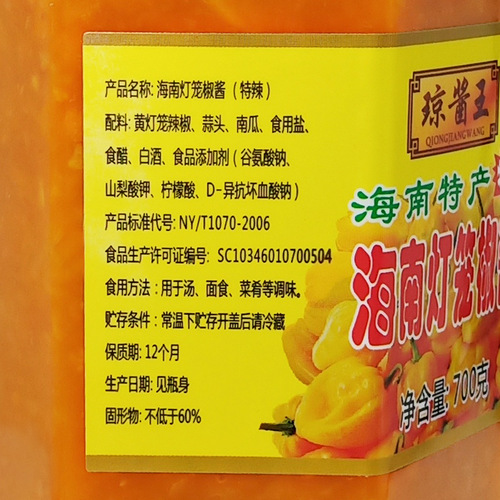 产品名称: 海南灯笼椒酱（特辣）
配料: 黄灯笼辣椒、蒜头、南瓜、食用盐、
食醋、白酒、食品添加剂 (谷氨酸钠、
山梨酸钾、柠檬酸、D-异抗坏血酸钠）
产品标准代号: NY/T1070-2006
食品生产许可证编号: SC10346010700504
食用方法：用于汤、面食、菜肴等调味。
贮存条件：常温下贮存开盖后请冷藏
保质期: 12个月
生产日期: 见瓶身
固形物: 不低于60%
琼酱王
QIONGJIANGWANG
海南特产
海南灯笼椒
净含量: 700克